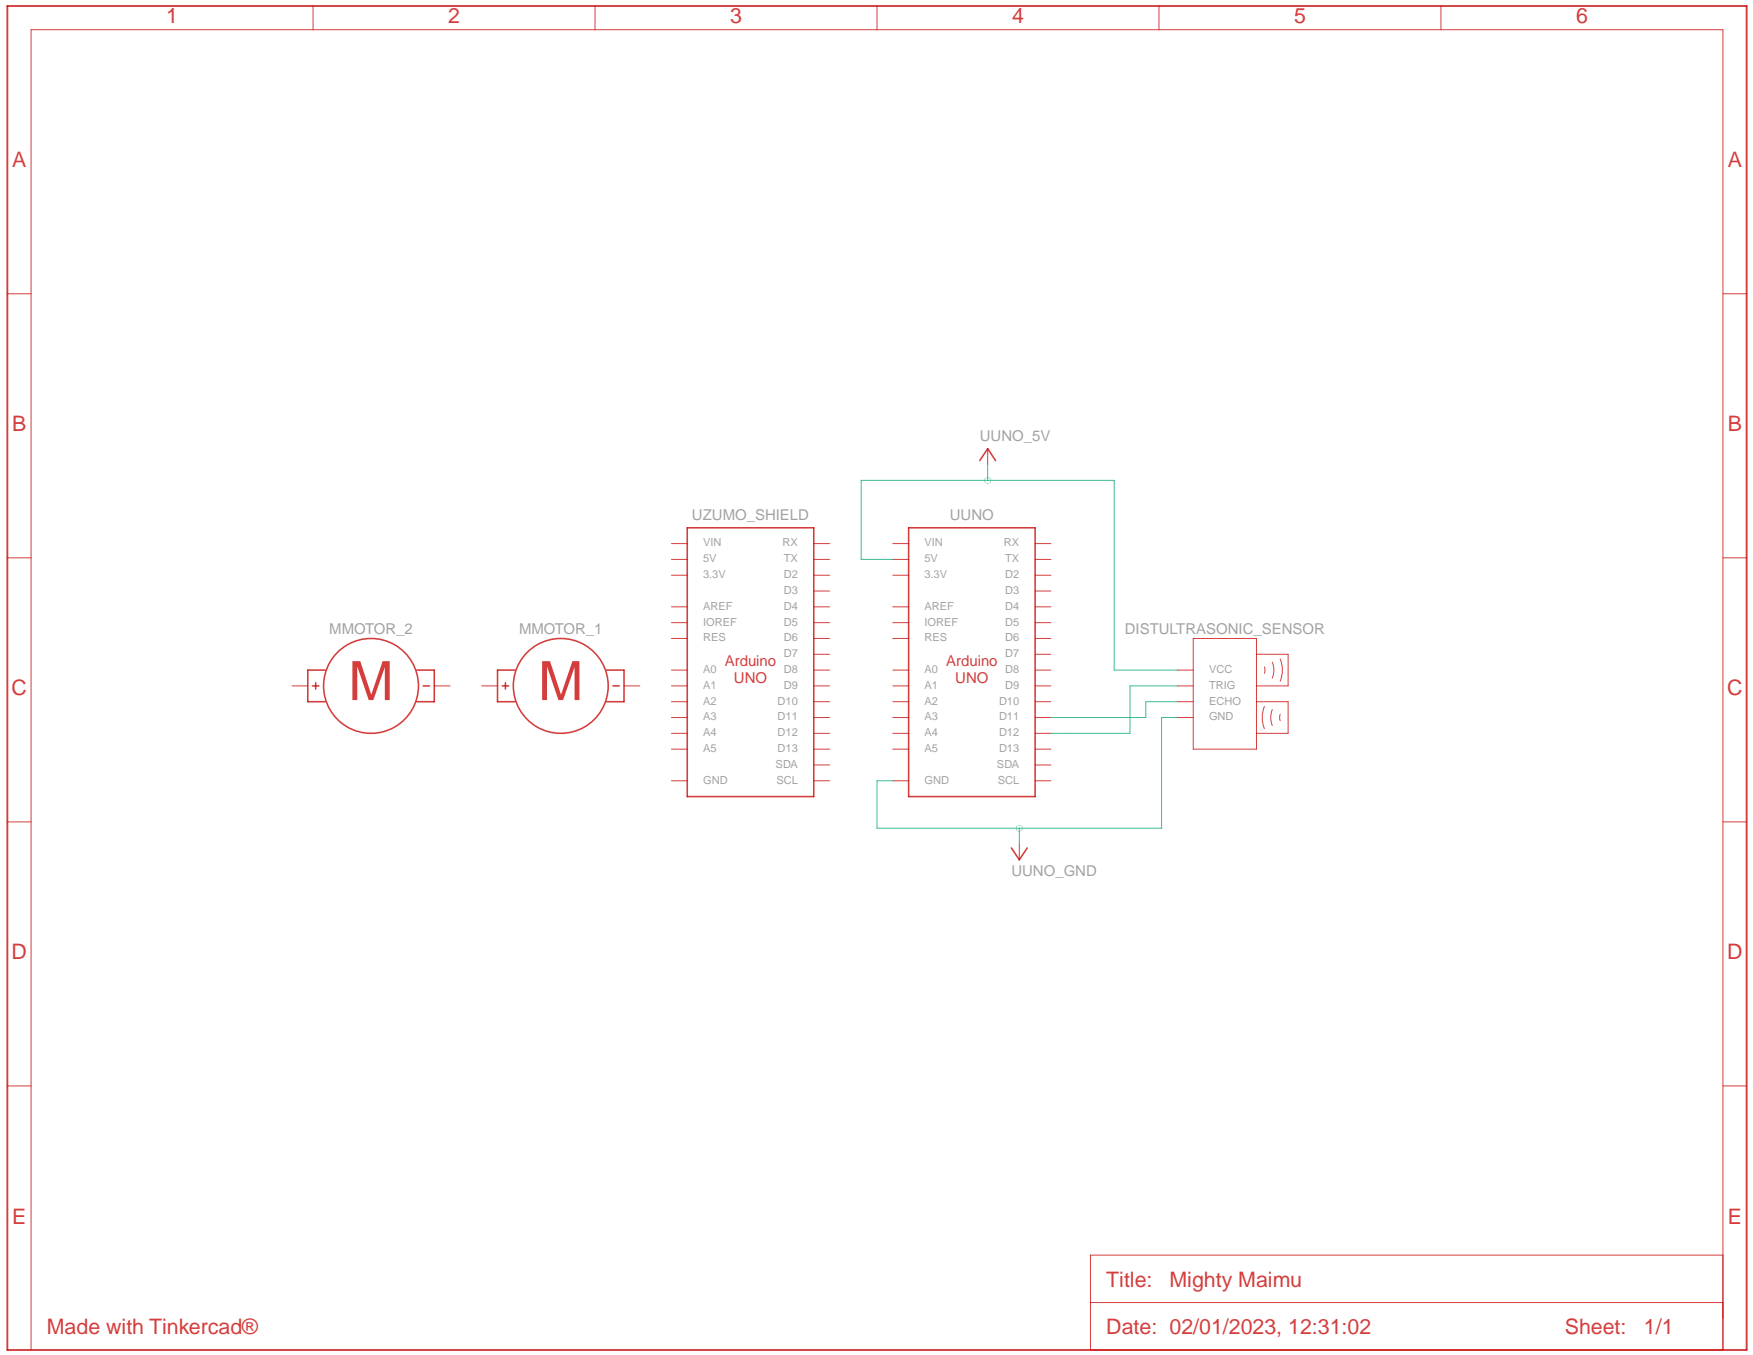 1 2 3 4 5 6
A A
B B
UUNO_5V
UZUMO_SHIELD UUNO
VIN RX VIN RX
5V TX 5V TX
3.3V D2 3.3V D2
D3 D3
AREF D4 AREF D4
IOREF D5 IOREF D5
MMOTOR_2 MMOTOR_1 DISTULTRASONIC_SENSOR
RES D6 RES D6
D7 D7
Arduino Arduino
A0 D8 A0 D8 VCC
UNO UNO
C M M C
+ - + - A1 D9 A1 D9 TRIG
A2 D10 A2 D10 ECHO
A3 D11 A3 D11 GND
A4 D12 A4 D12
A5 D13 A5 D13
SDA SDA
GND SCL GND SCL
UUNO_GND
D D
E E
Title: Mighty Maimu
Made with Tinkercad®
Date: 02/01/2023, 12:31:02 Sheet: 1/1